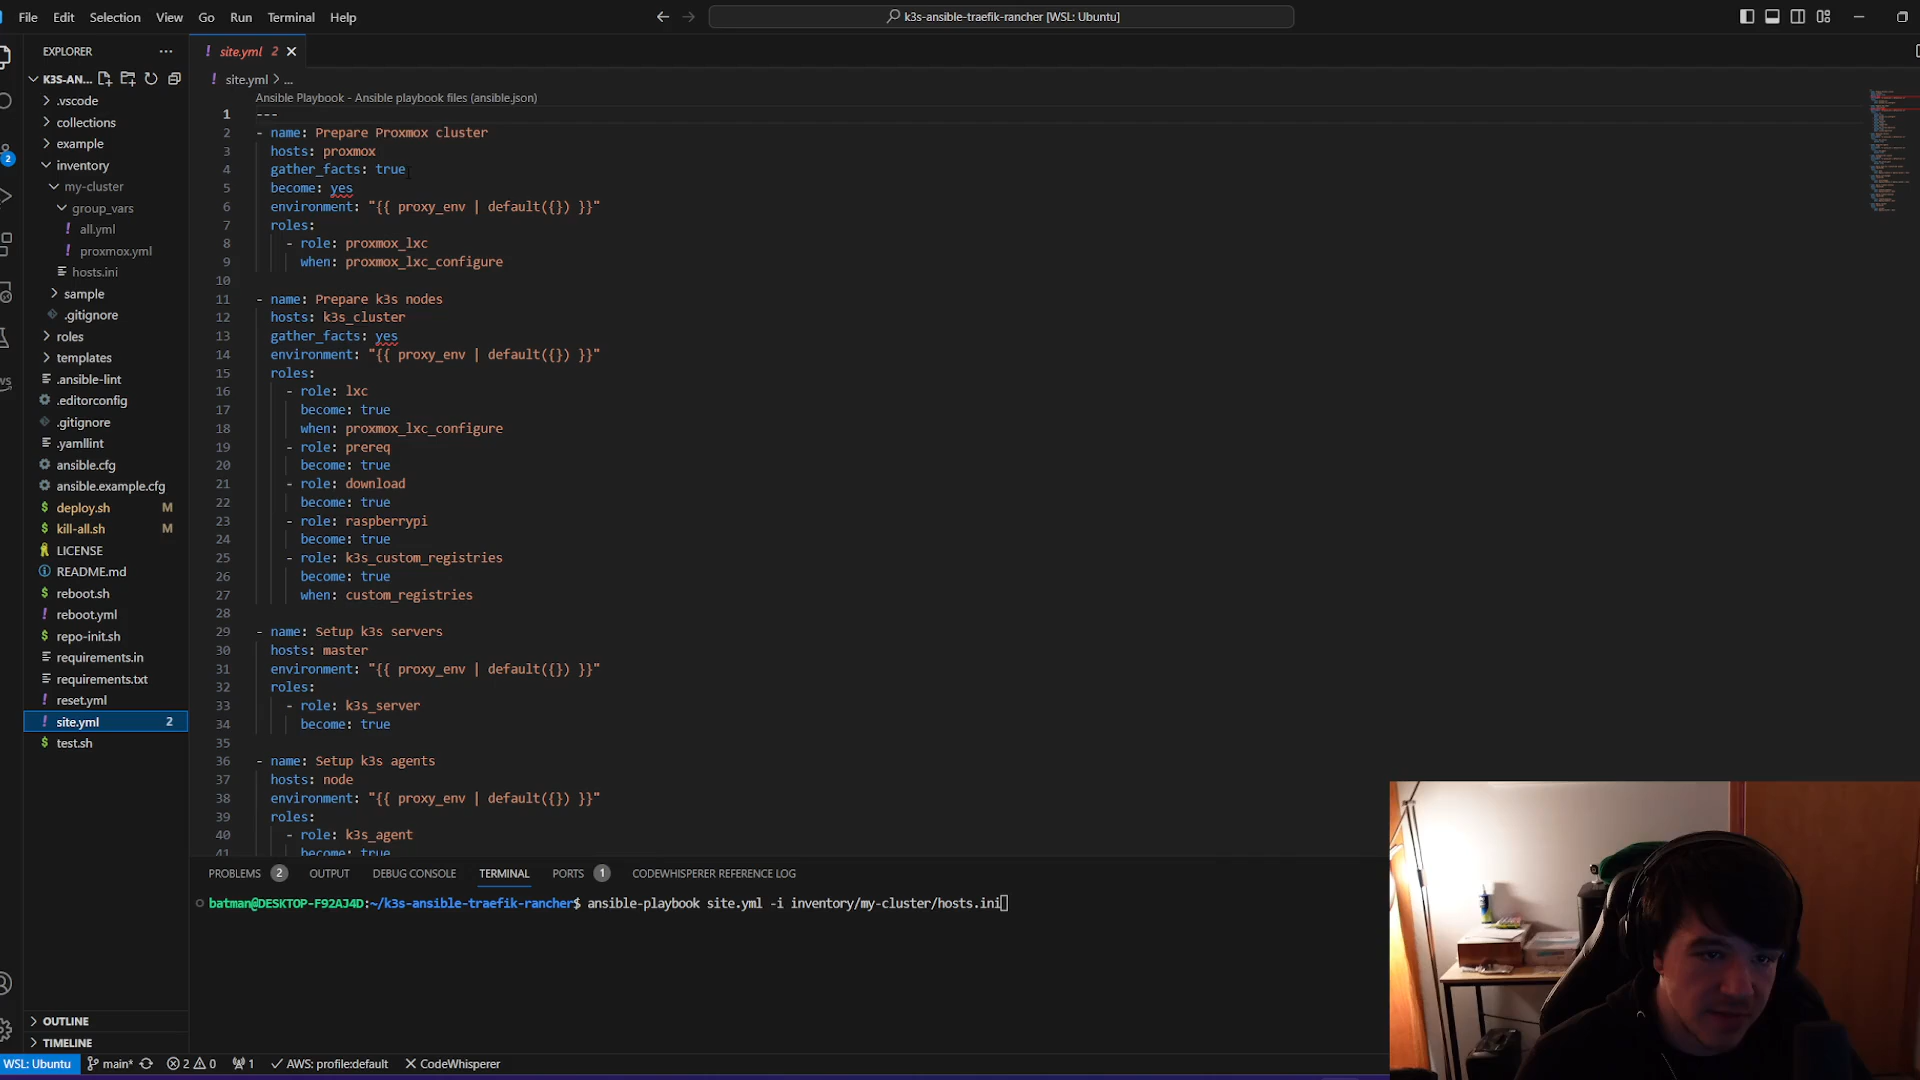 File Edit Selection View Go Run Terminal Help
k3s-ansible-traefik-rancher [WSL: Ubuntu]
EXPLORER
site.yml 2
K3S-AN...
.vscode
collections
example
inventory
my-cluster
group_vars
all.yml
proxmox.yml
hosts.ini
sample
.gitignore
roles
templates
.ansible-lint
.editorconfig
.gitignore
.yamllint
ansible.cfg
ansible.example.cfg
deploy.sh M
kill-all.sh M
LICENSE
README.md
reboot.sh
reboot.yml
repo-init.sh
requirements.in
requirements.txt
reset.yml
site.yml 2
test.sh
OUTLINE
TIMELINE
2
site.yml > ...
Ansible Playbook - Ansible playbook files (ansible.json)
1 ---
2 - name: Prepare Proxmox cluster
3 hosts: proxmox
4 gather_facts: true
5 become: yes
6 environment: "{{ proxy_env | default({}) }}"
7 roles:
8 - role: proxmox_lxc
9 when: proxmox_lxc_configure
10
11 - name: Prepare k3s nodes
12 hosts: k3s_cluster
13 gather_facts: yes
14 environment: "{{ proxy_env | default({}) }}"
15 roles:
16 - role: lxc
17 become: true
18 when: proxmox_lxc_configure
19 - role: prereq
20 become: true
21 - role: download
22 become: true
23 - role: raspberrypi
24 become: true
25 - role: k3s_custom_registries
26 become: true
27 when: custom_registries
28
29 - name: Setup k3s servers
30 hosts: master
31 environment: "{{ proxy_env | default({}) }}"
32 roles:
33 - role: k3s_server
34 become: true
35
36 - name: Setup k3s agents
37 hosts: node
38 environment: "{{ proxy_env | default({}) }}"
39 roles:
40 - role: k3s_agent
41 become: true
PROBLEMS 2 OUTPUT DEBUG CONSOLE TERMINAL PORTS 1 CODEWHISPERER REFERENCE LOG
batman@DESKTOP-F92AJ4D:~/k3s-ansible-traefik-rancher$ ansible-playbook site.yml -i inventory/my-cluster/hosts.ini
WSL: Ubuntu main* 2 0 1 AWS: profile:default CodeWhisperer